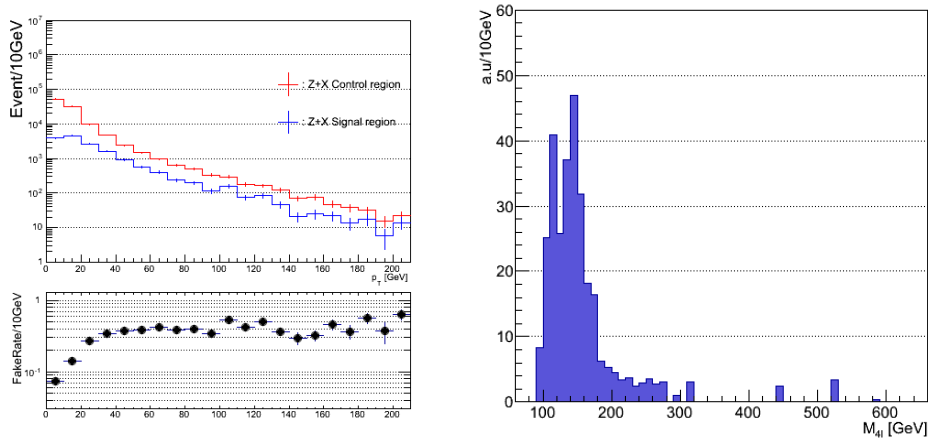 10^7
10^6
10^5
10^4
10^3
10^2
10
1
Event/10GeV
: Z+X Control region
: Z+X Signal region
0 20 40 60 80 100 120 140 160 180 200
p_T [GeV]
1
10^-1
FakeRate/10GeV
0 20 40 60 80 100 120 140 160 180 200
60
50
40
30
20
10
0
a.u/10GeV
100 200 300 400 500 600
M_4l [GeV]